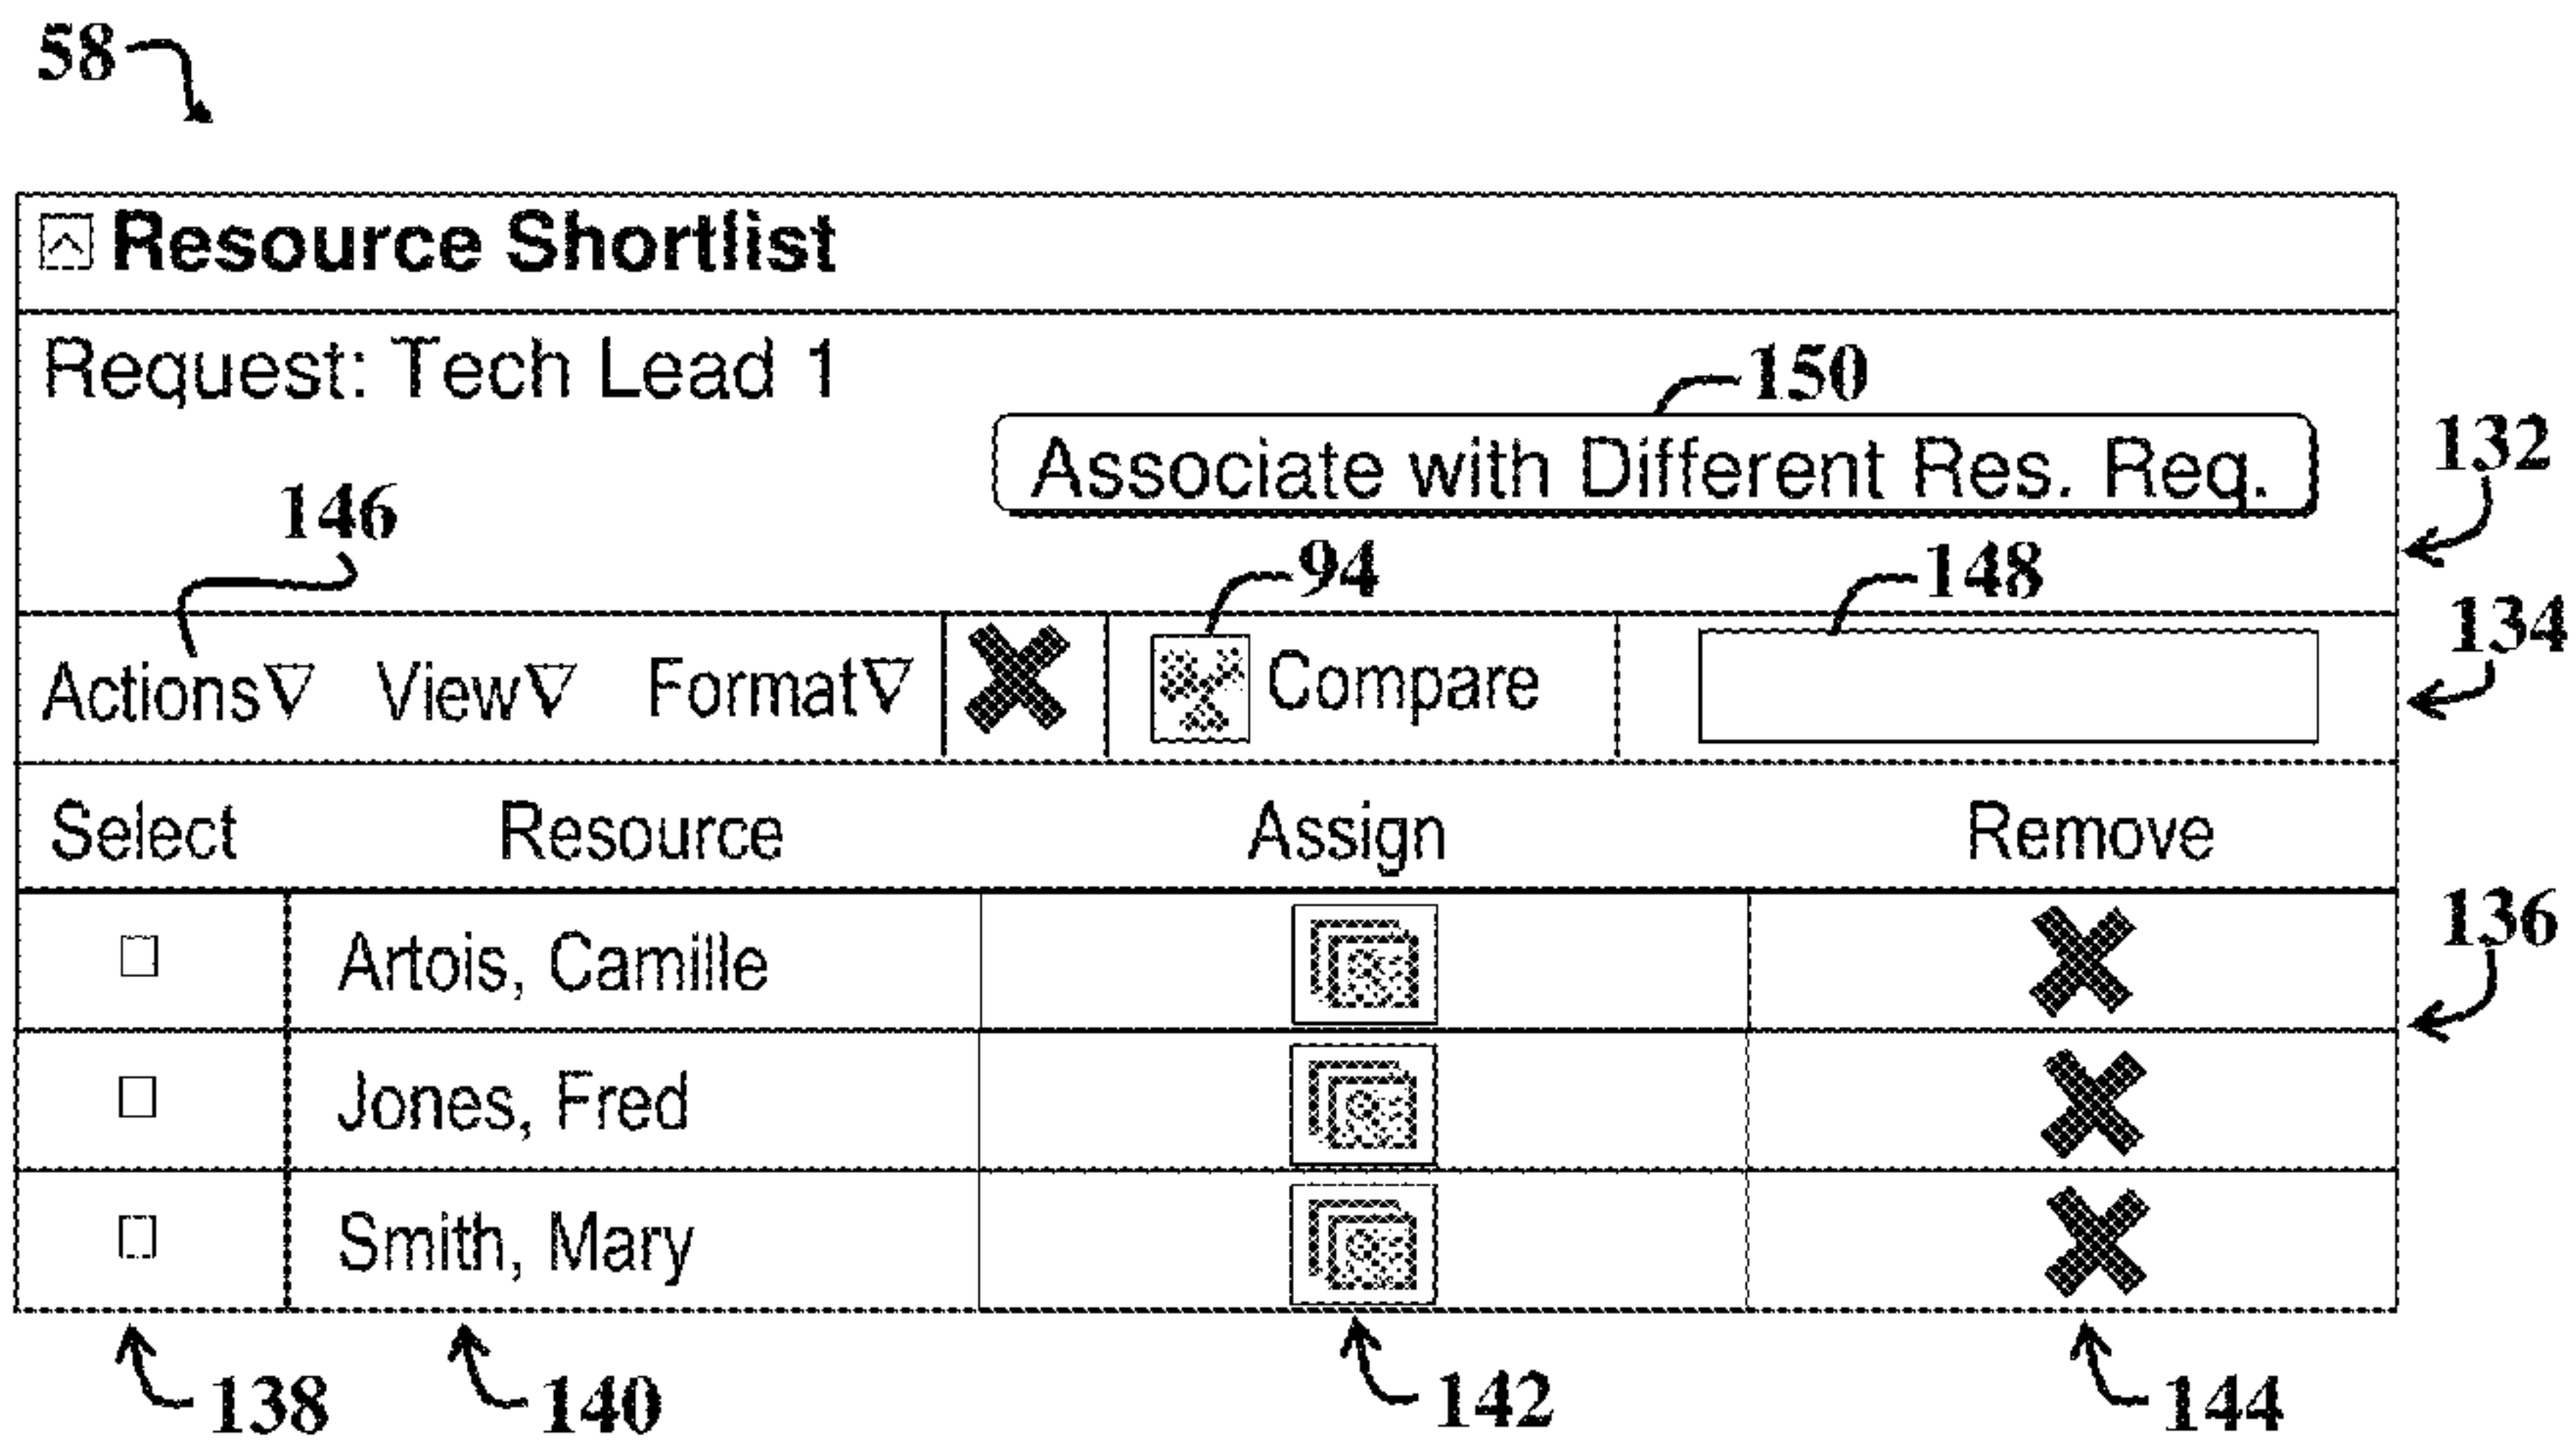 58
Resource Shortlist
Request: Tech Lead 1
150
Associate with Different Res. Req.
132
146
94
148
134
Actions View Format Compare
Select Resource Assign Remove
136
Artois, Camille
Jones, Fred
Smith, Mary
138 140 142 144